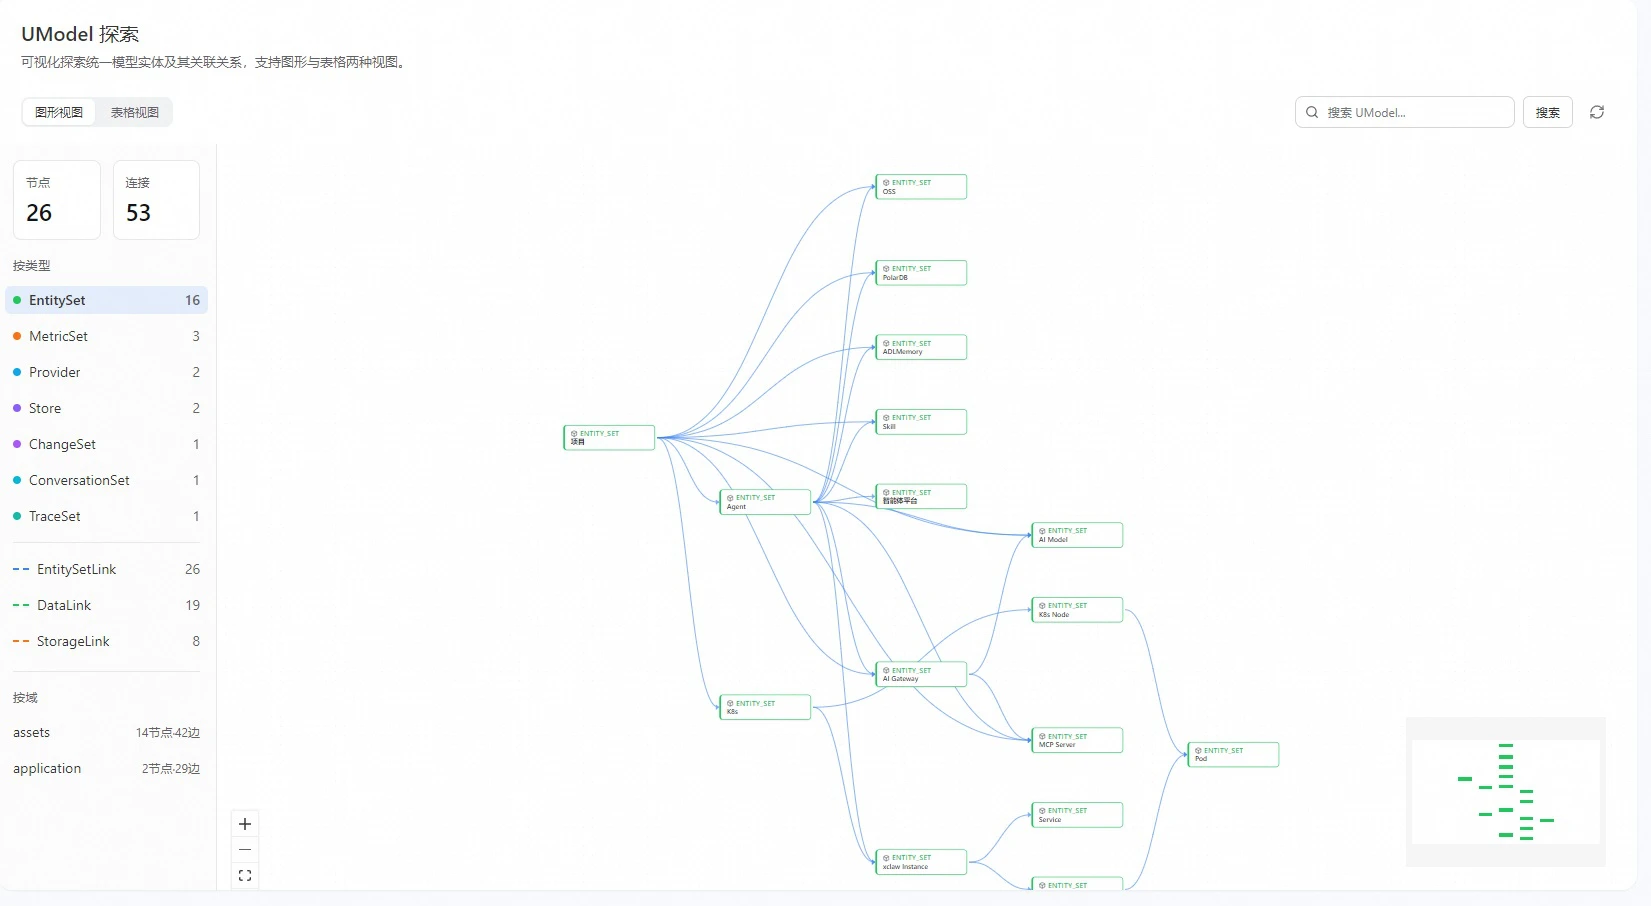 UModel 探索
可视化探索统一模型实体及其关联关系，支持图形与表格两种视图。
图形视图
表格视图
搜索 UModel...
搜索
节点
26
连接
53
按类型
EntitySet 16
MetricSet 3
Provider 2
Store 2
ChangeSet 1
ConversationSet 1
TraceSet 1
EntitySetLink 26
DataLink 19
StorageLink 8
按域
assets 14节点·42边
application 2节点·29边
ENTITY_SET
OSS
ENTITY_SET
PolarDB
ENTITY_SET
ADLMemory
ENTITY_SET
Skill
ENTITY_SET
项目
ENTITY_SET
智能体平台
ENTITY_SET
Agent
ENTITY_SET
AI Model
ENTITY_SET
K8s Node
ENTITY_SET
AI Gateway
ENTITY_SET
K8s
ENTITY_SET
MCP Server
ENTITY_SET
Pod
ENTITY_SET
Service
ENTITY_SET
xclaw Instance
ENTITY_SET